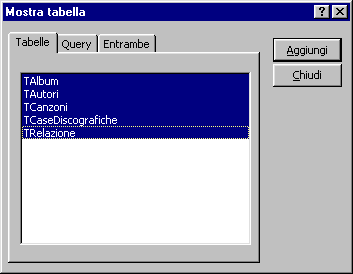 Mostra tabella
Tabelle Query Entrambe
Aggiungi
Chiudi
TAlbum
TAutori
TCanzoni
TCaseDiscografiche
TRelazione